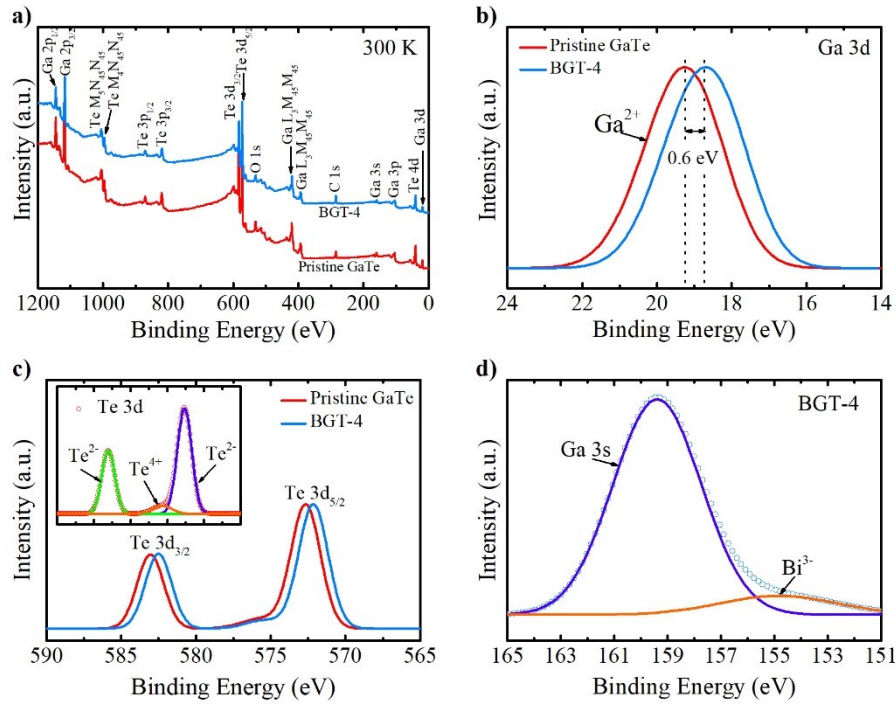 a)
Intensity (a.u.)
Ga 2p1/2
Ga 2p3/2
Te M5N45N45
Te M4N45N45
Te 3p1/2
Te 3p3/2
Te 3d3/2
Te 3d5/2
O 1s
Ga L3M45M45
Ga L2M45M45
C 1s
Ga 3s
Ga 3p
Te 4d
Ga 3d
300 K
BGT-4
Pristine GaTe
1200 1000 800 600 400 200 0
Binding Energy (eV)
b)
Intensity (a.u.)
Pristine GaTe
BGT-4
Ga 3d
Ga2+
0.6 eV
24 22 20 18 16 14
Binding Energy (eV)
c)
Intensity (a.u.)
Te 3d
Te2-
Te4+
Te2-
Pristine GaTe
BGT-4
Te 3d5/2
Te 3d3/2
590 585 580 575 570 565
Binding Energy (eV)
d)
Intensity (a.u.)
BGT-4
Ga 3s
Bi3-
165 163 161 159 157 155 153 151
Binding Energy (eV)